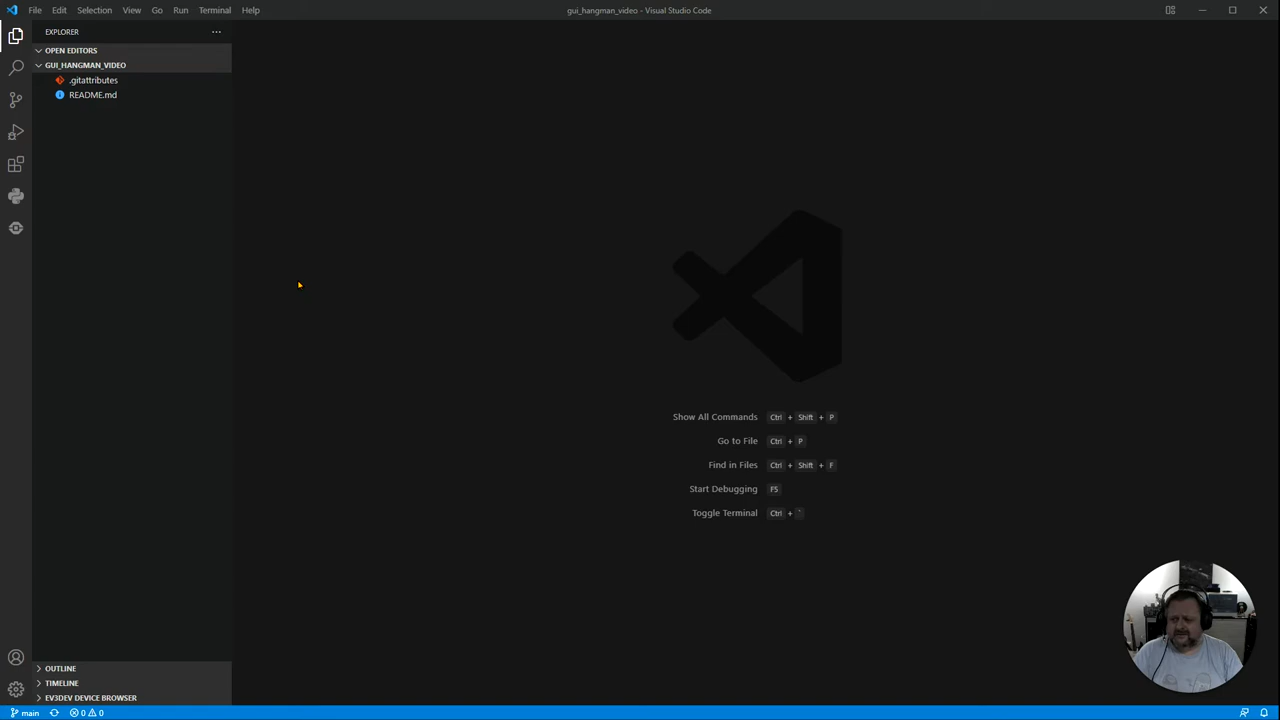 File Edit Selection View Go Run Terminal Help
gui_hangman_video - Visual Studio Code
EXPLORER
OPEN EDITORS
GUI_HANGMAN_VIDEO
.gitattributes
README.md
Show All Commands Ctrl + Shift + P
Go to File Ctrl + P
Find in Files Ctrl + Shift + F
Start Debugging F5
Toggle Terminal Ctrl + `
OUTLINE
TIMELINE
EV3DEV DEVICE BROWSER
main 0 0